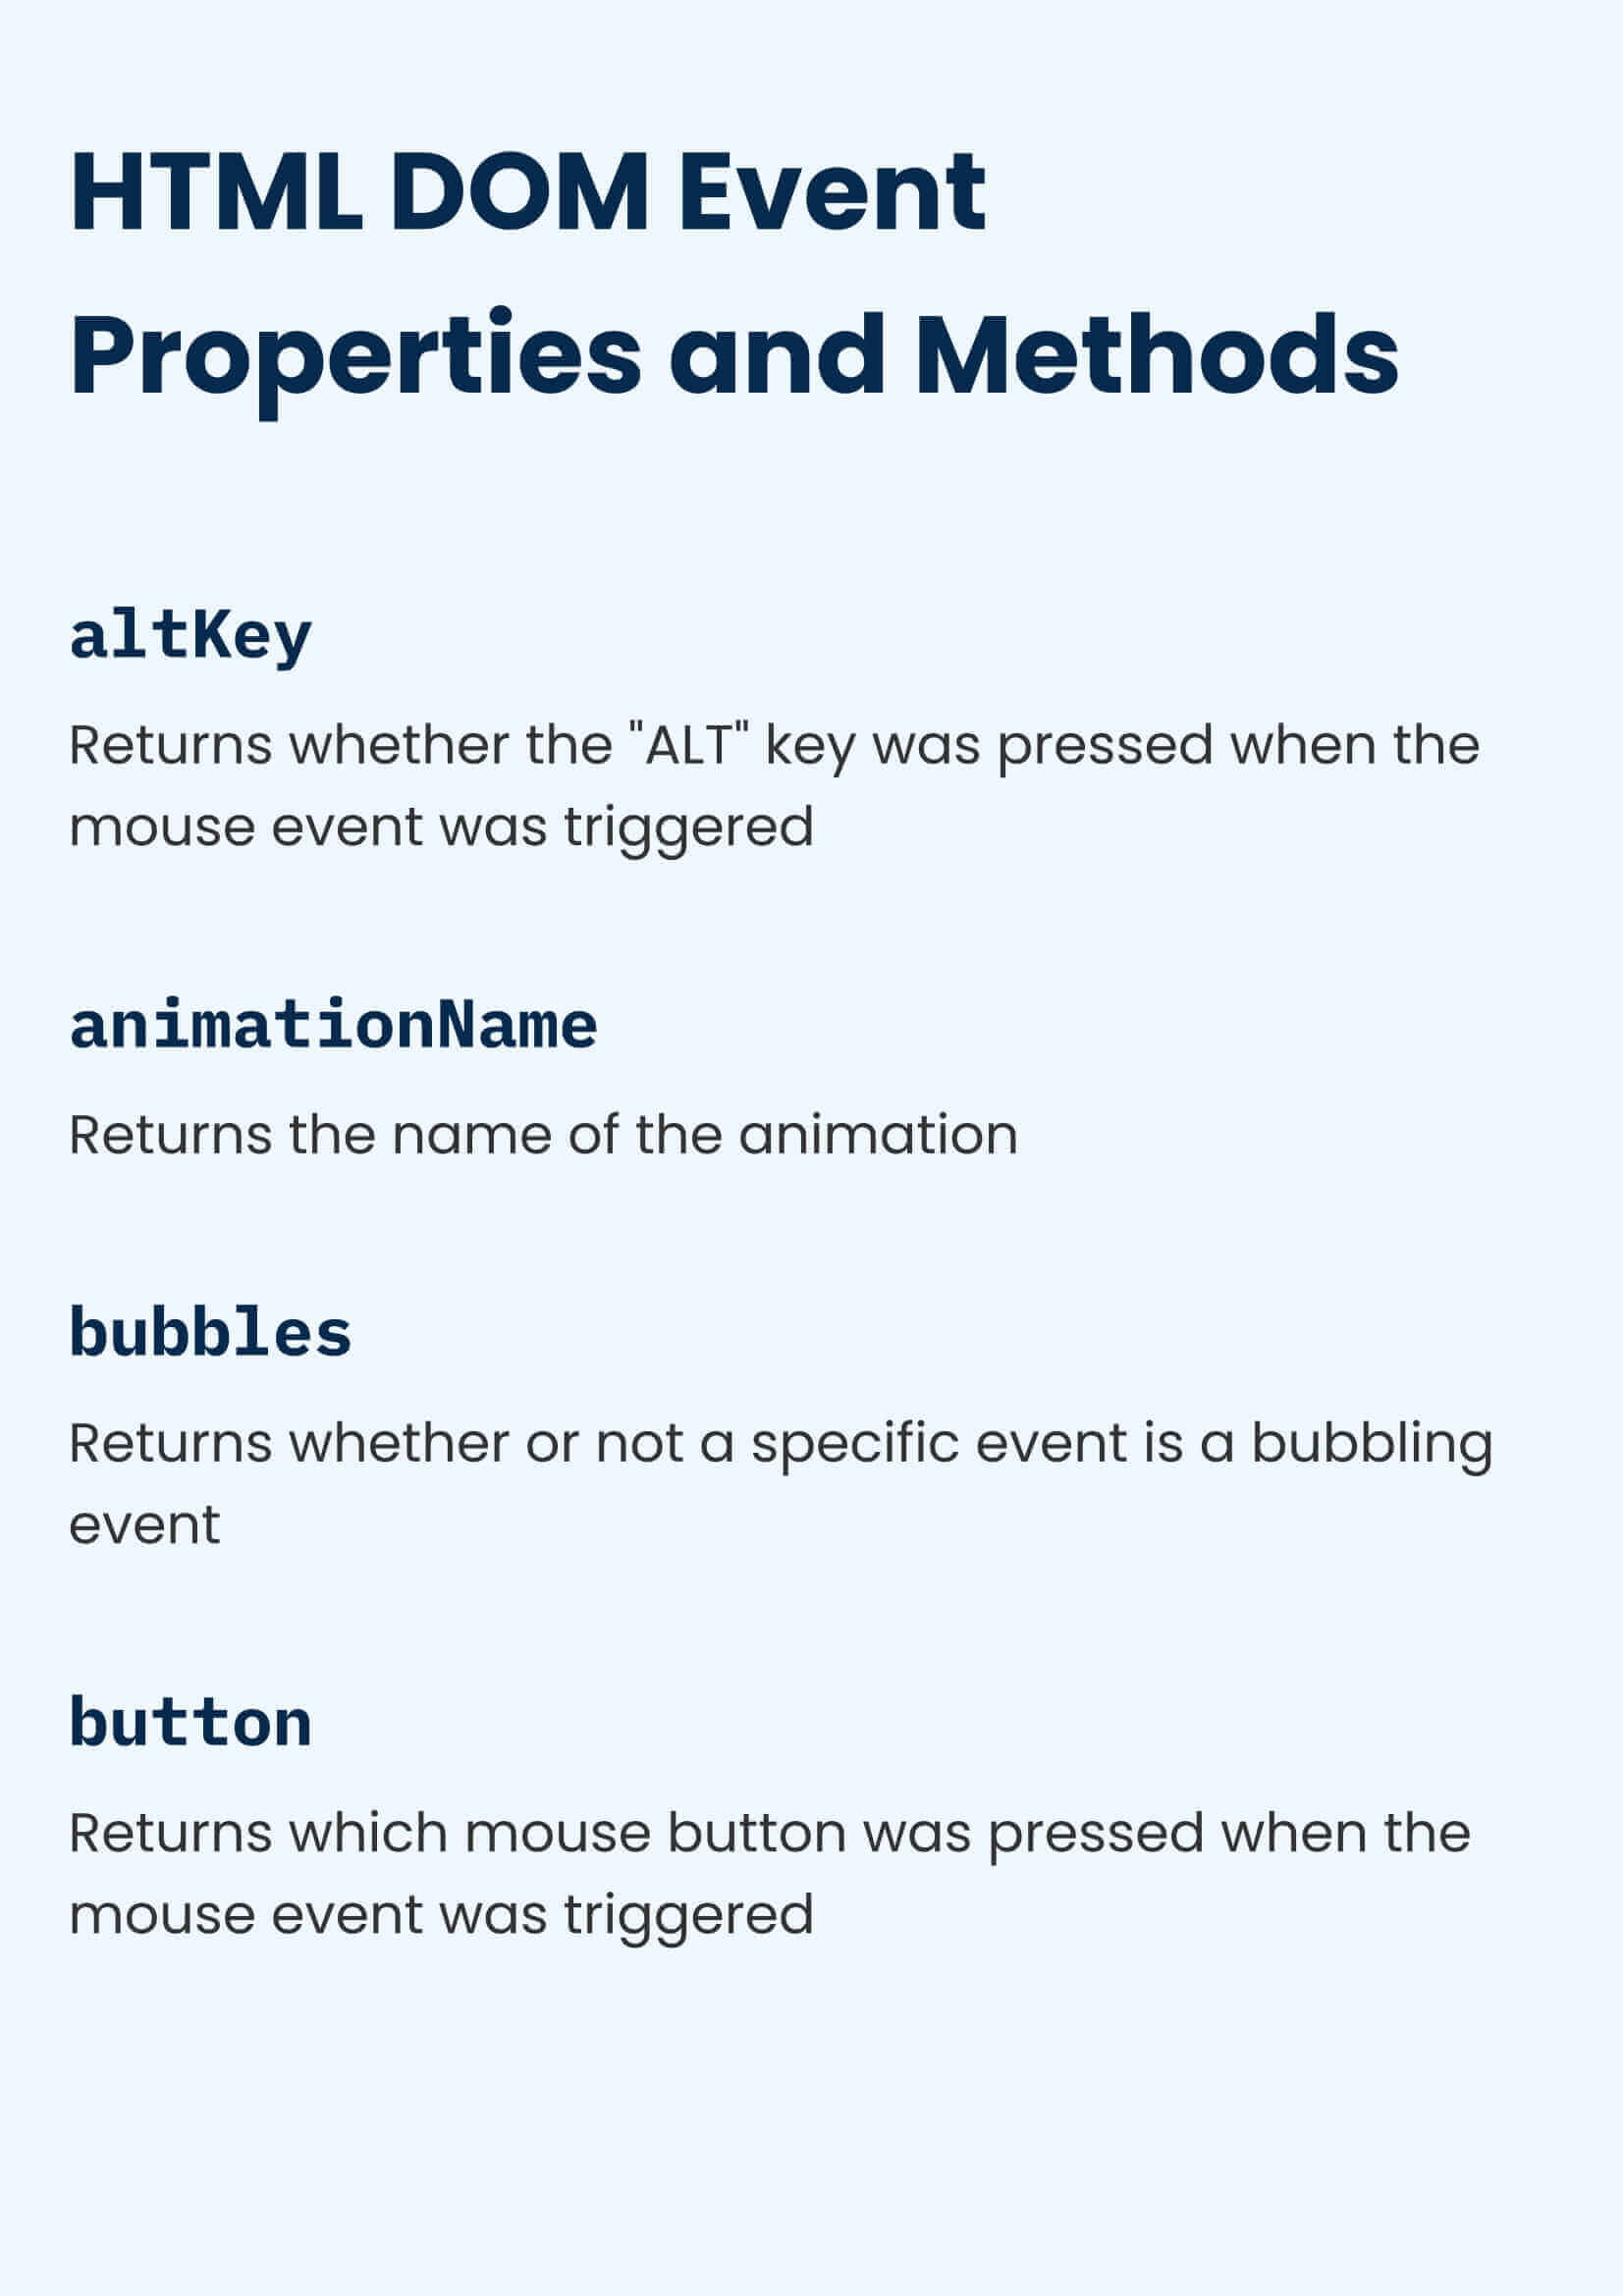 HTML DOM Event
Properties and Methods
altKey
Returns whether the "ALT" key was pressed when the
mouse event was triggered
animationName
Returns the name of the animation
bubbles
Returns whether or not a specific event is a bubbling
event
button
Returns which mouse button was pressed when the
mouse event was triggered